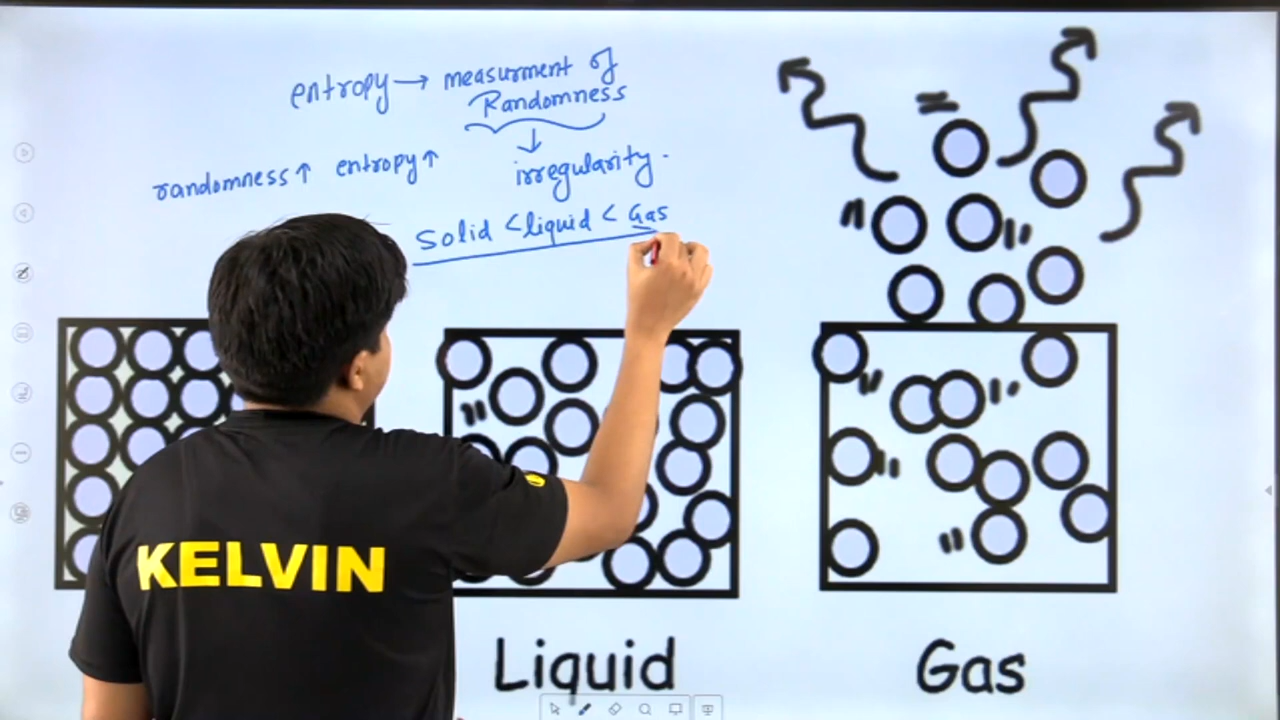 entropy → measurment of
Randomness
↓
randomness↑ entropy↑
irregularity.
Solid < liquid < Gas
KELVIN
Liquid
Gas